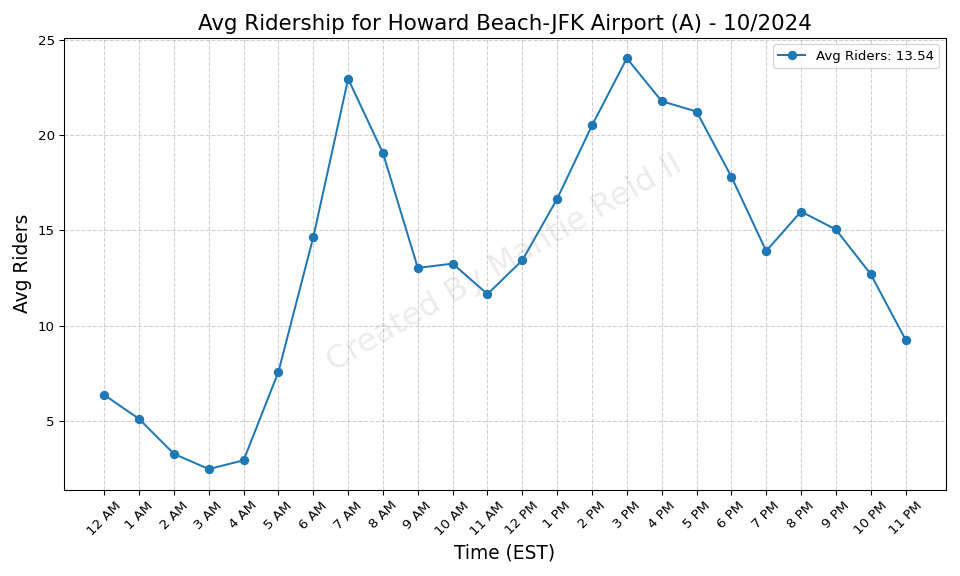 Avg Ridership for Howard Beach-JFK Airport (A) - 10/2024
Avg Riders: 13.54
25
20
15
10
5
Avg Riders
Created By Mantie Reid II
12 AM
1 AM
2 AM
3 AM
4 AM
5 AM
6 AM
7 AM
8 AM
9 AM
10 AM
11 AM
12 PM
1 PM
2 PM
3 PM
4 PM
5 PM
6 PM
7 PM
8 PM
9 PM
10 PM
11 PM
Time (EST)